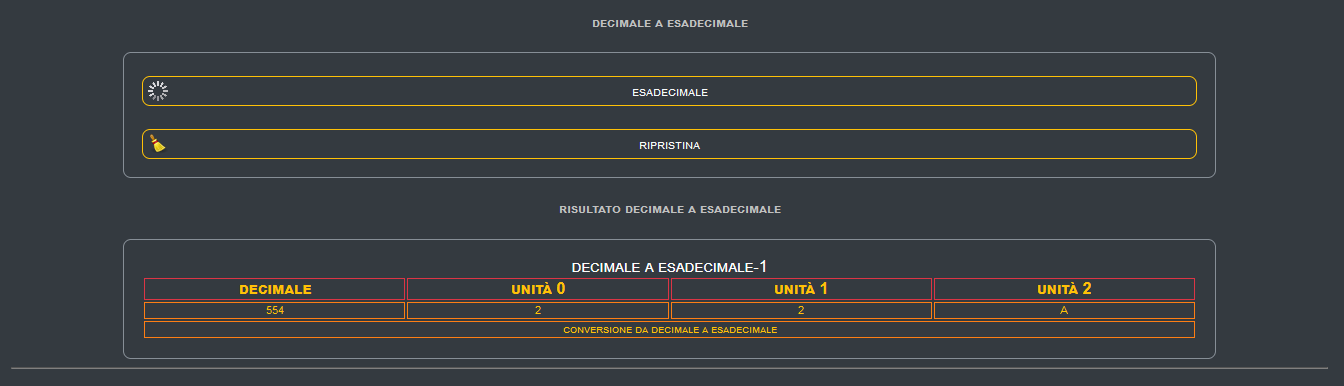 DECIMALE A ESADECIMALE
ESADECIMALE
RIPRISTINA
RISULTATO DECIMALE A ESADECIMALE
DECIMALE A ESADECIMALE-1
DECIMALE UNITÀ 0 UNITÀ 1 UNITÀ 2
554 2 2 A
CONVERSIONE DA DECIMALE A ESADECIMALE